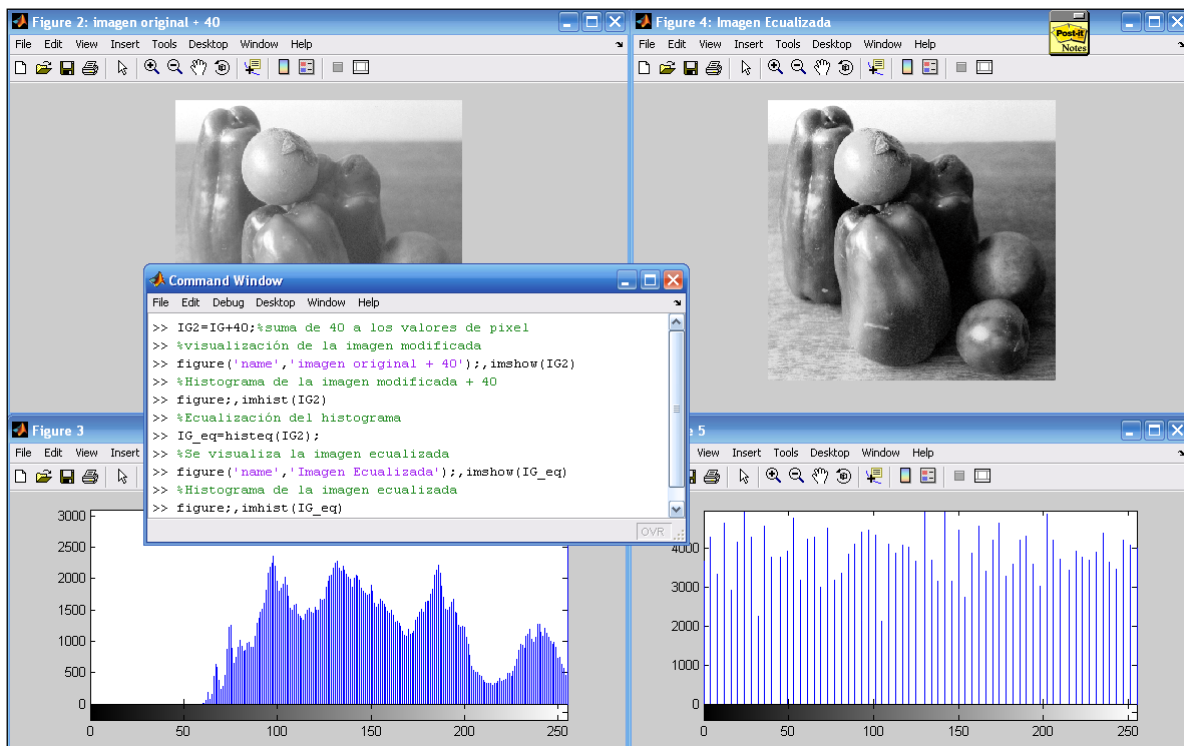 Figure 2: imagen original + 40
File Edit View Insert Tools Desktop Window Help
Figure 4: Imagen Ecualizada
Post-it
Notes
File Edit View Insert Tools Desktop Window Help
Command Window
File Edit Debug Desktop Window Help
>> IG2=IG+40;%suma de 40 a los valores de pixel
>> %visualización de la imagen modificada
>> figure('name','imagen original + 40');,imshow(IG2)
>> %Histograma de la imagen modificada + 40
>> figure;,imhist(IG2)
>> %Ecualización del histograma
>> IG_eq=histeq(IG2);
>> %Se visualiza la imagen ecualizada
>> figure('name','Imagen Ecualizada');,imshow(IG_eq)
>> %Histograma de la imagen ecualizada
>> figure;,imhist(IG_eq)
OVR
Figure 3
File Edit View Insert
3000
2500
2000
1500
1000
500
0
0 50 100 150 200 250
5
View Insert Tools Desktop Window Help
4000
3000
2000
1000
0
0 50 100 150 200 250